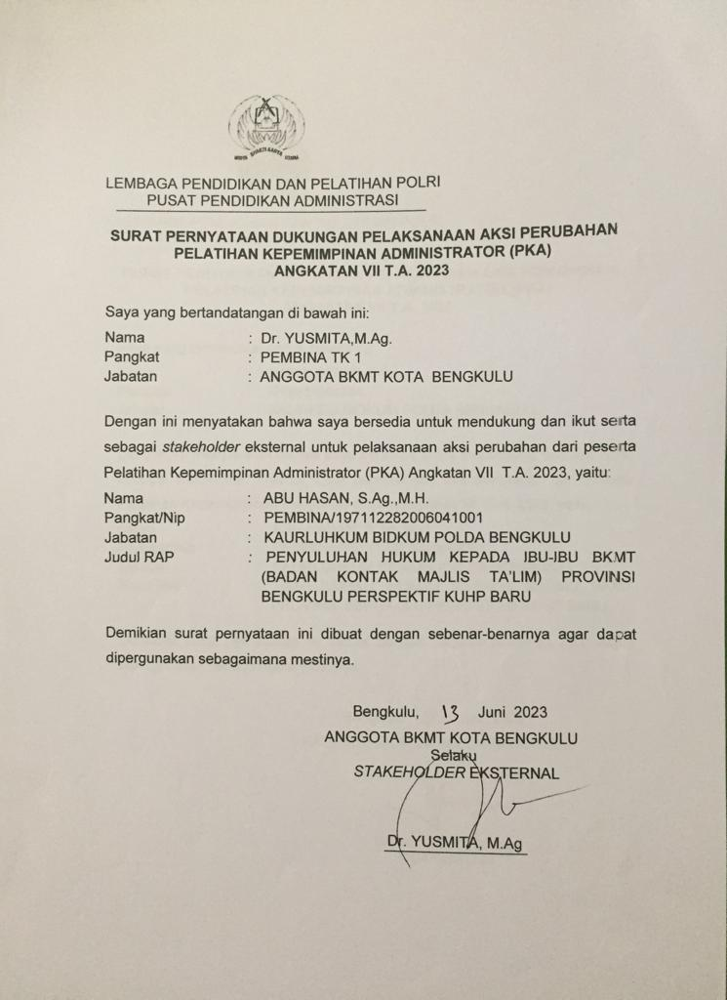 LEMBAGA PENDIDIKAN DAN PELATIHAN POLRI
PUSAT PENDIDIKAN ADMINISTRASI
SURAT PERNYATAAN DUKUNGAN PELAKSANAAN AKSI PERUBAHAN
PELATIHAN KEPEMIMPINAN ADMINISTRATOR (PKA)
ANGKATAN VII T.A. 2023
Saya yang bertandatangan di bawah ini:
Nama : Dr. YUSMITA,M.Ag.
Pangkat : PEMBINA TK 1
Jabatan : ANGGOTA BKMT KOTA BENGKULU
Dengan ini menyatakan bahwa saya bersedia untuk mendukung dan ikut serta
sebagai stakeholder eksternal untuk pelaksanaan aksi perubahan dari peserta
Pelatihan Kepemimpinan Administrator (PKA) Angkatan VII T.A. 2023, yaitu:
Nama : ABU HASAN, S.Ag.,M.H.
Pangkat/Nip : PEMBINA/197112282006041001
Jabatan : KAURLUHKUM BIDKUM POLDA BENGKULU
Judul RAP : PENYULUHAN HUKUM KEPADA IBU-IBU BKMT
(BADAN KONTAK MAJLIS TA'LIM) PROVINSI
BENGKULU PERSPEKTIF KUHP BARU
Demikian surat pernyataan ini dibuat dengan sebenar-benarnya agar dapat
dipergunakan sebagaimana mestinya.
Bengkulu, 13 Juni 2023
ANGGOTA BKMT KOTA BENGKULU
Selaku
STAKEHOLDER EKSTERNAL
Dr. YUSMITA, M.Ag